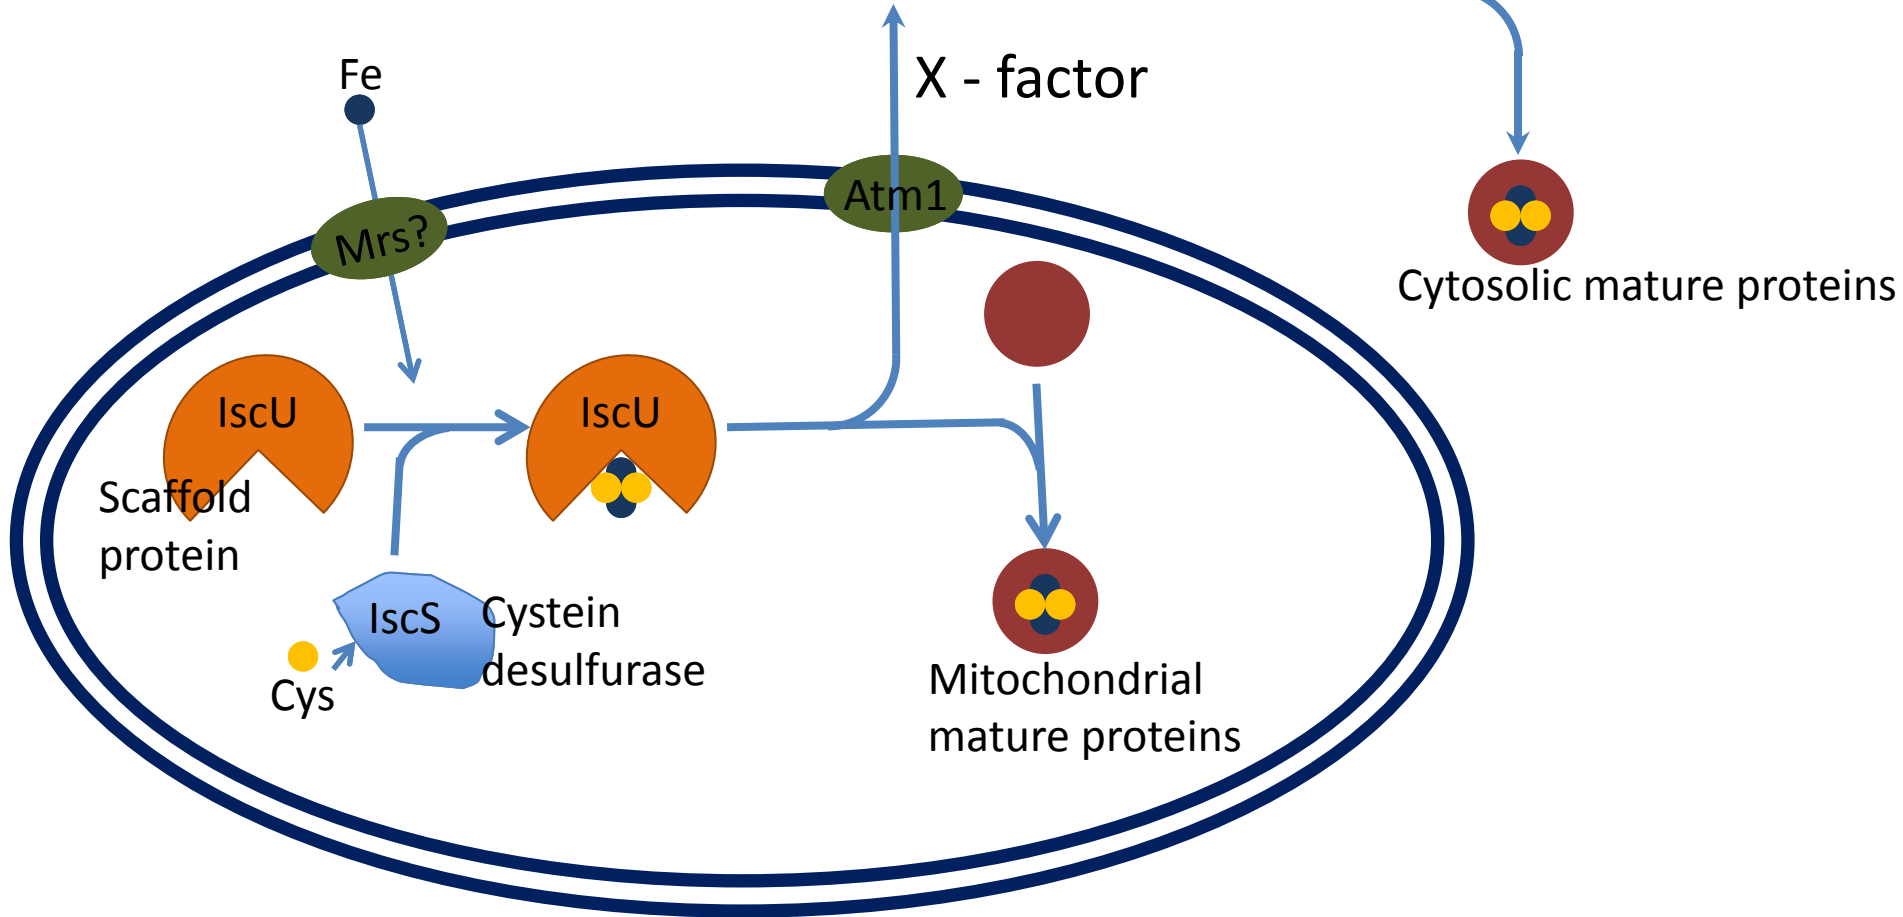 Fe
X - factor
Atm1
Mrs?
Cytosolic mature proteins
IscU
IscU
Scaffold
protein
IscS
Cystein
desulfurase
Cys
Mitochondrial
mature proteins